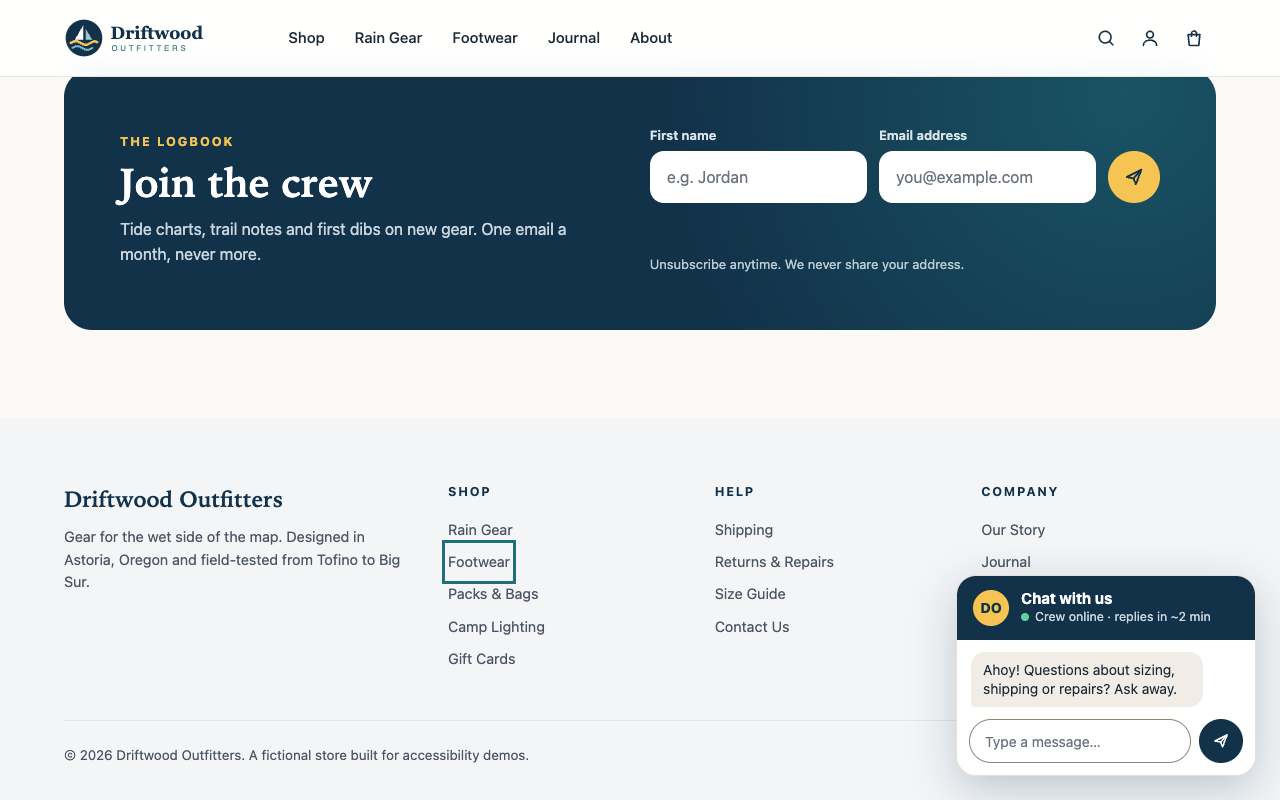 Driftwood
OUTFITTERS
Shop
Rain Gear
Footwear
Journal
About
THE LOGBOOK
Join the crew
Tide charts, trail notes and first dibs on new gear. One email a
month, never more.
First name
Email address
e.g. Jordan
you@example.com
Unsubscribe anytime. We never share your address.
Driftwood Outfitters
Gear for the wet side of the map. Designed in
Astoria, Oregon and field-tested from Tofino to Big
Sur.
SHOP
Rain Gear
Footwear
Packs & Bags
Camp Lighting
Gift Cards
HELP
Shipping
Returns & Repairs
Size Guide
Contact Us
COMPANY
Our Story
Journal
© 2026 Driftwood Outfitters. A fictional store built for accessibility demos.
DO
Chat with us
Crew online · replies in ~2 min
Ahoy! Questions about sizing,
shipping or repairs? Ask away.
Type a message...